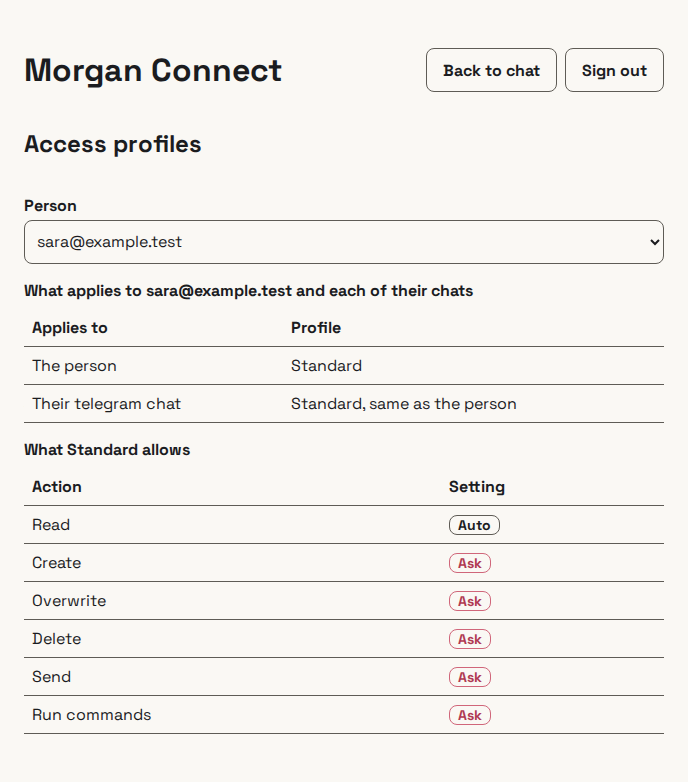 Morgan Connect
Back to chat
Sign out
Access profiles
Person
sara@example.test
What applies to sara@example.test and each of their chats
Applies to Profile
The person Standard
Their telegram chat Standard, same as the person
What Standard allows
Action Setting
Read Auto
Create Ask
Overwrite Ask
Delete Ask
Send Ask
Run commands Ask